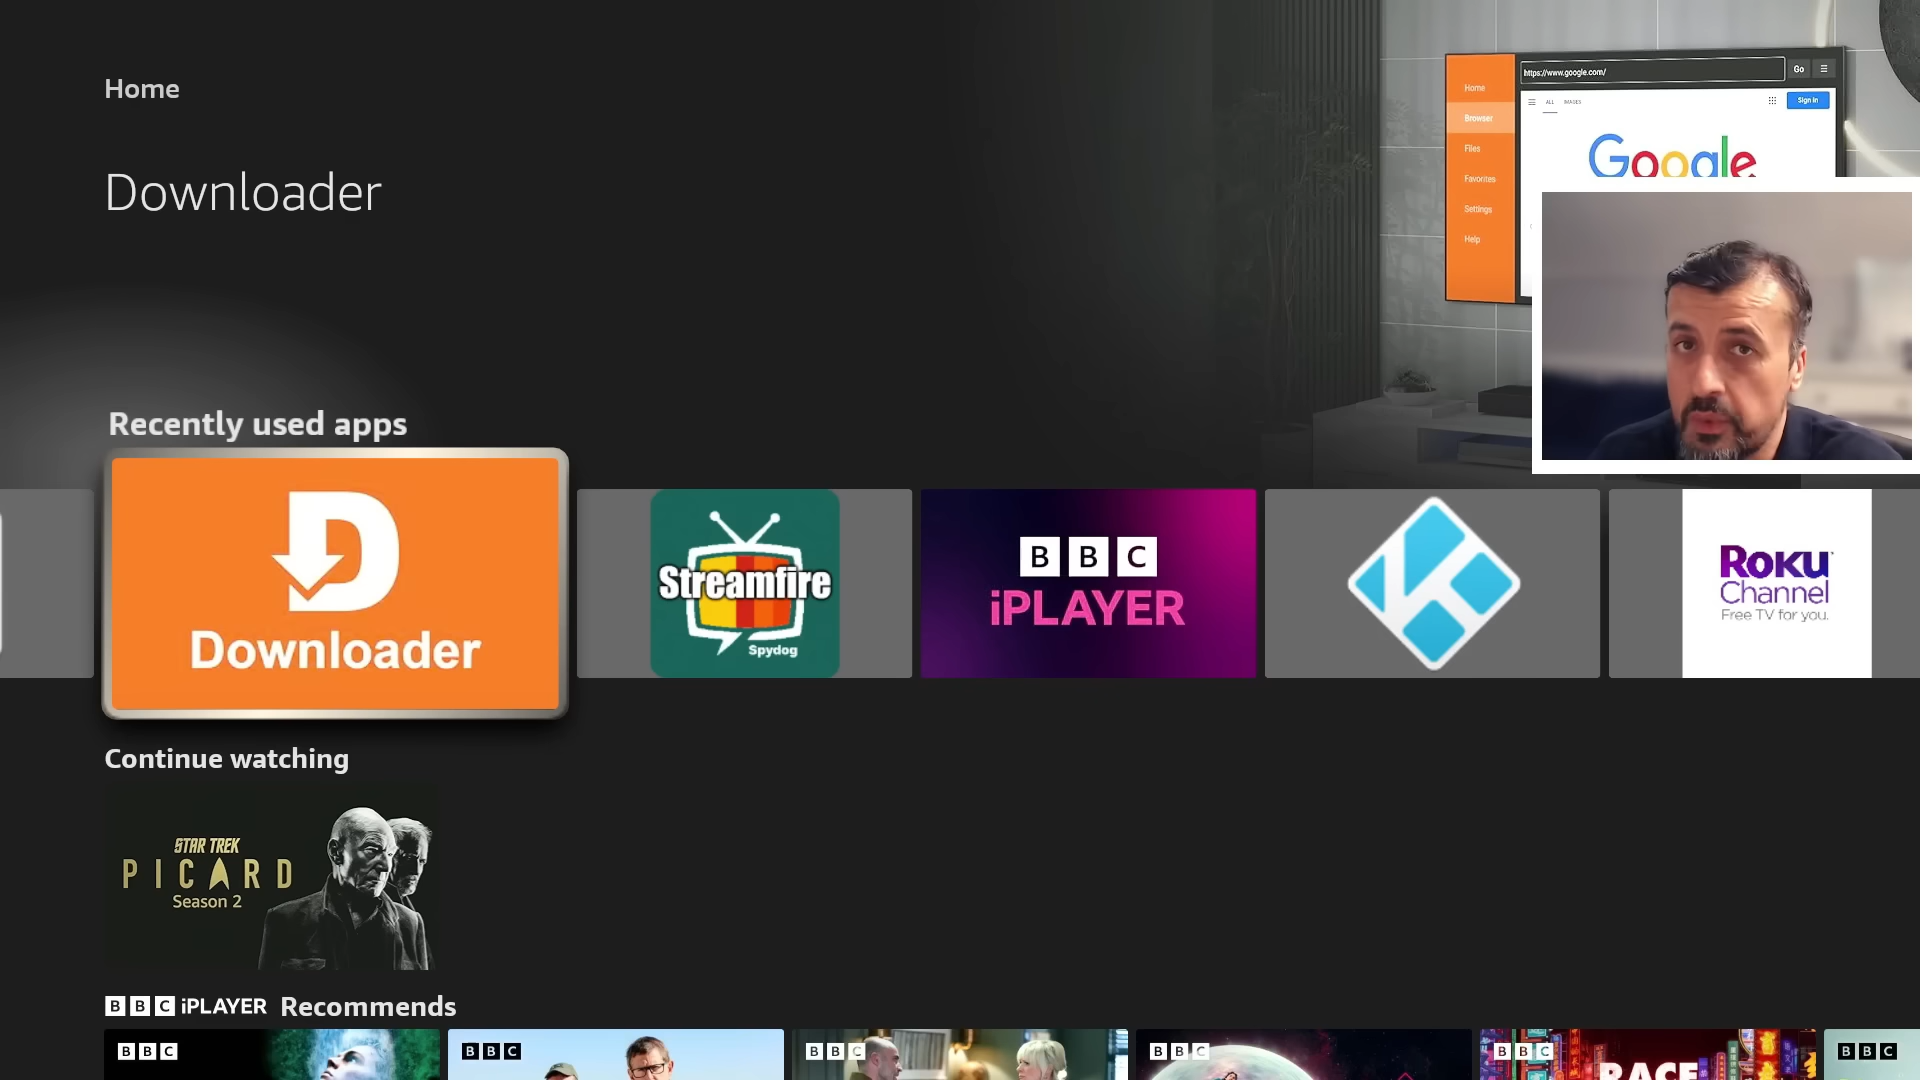 Home
Downloader
https://www.google.com/
Go
Home
Browser
Files
Favorites
Settings
Help
ALL IMAGES
Sign in
Google
Recently used apps
Downloader
Streamfire
Spydog
BBC
iPLAYER
Roku
Channel
Free TV for you.
Continue watching
STAR TREK
PICARD
Season 2
BBC iPLAYER Recommends
BBC
BBC
BBC
BBC
BBC
RACE
BBC